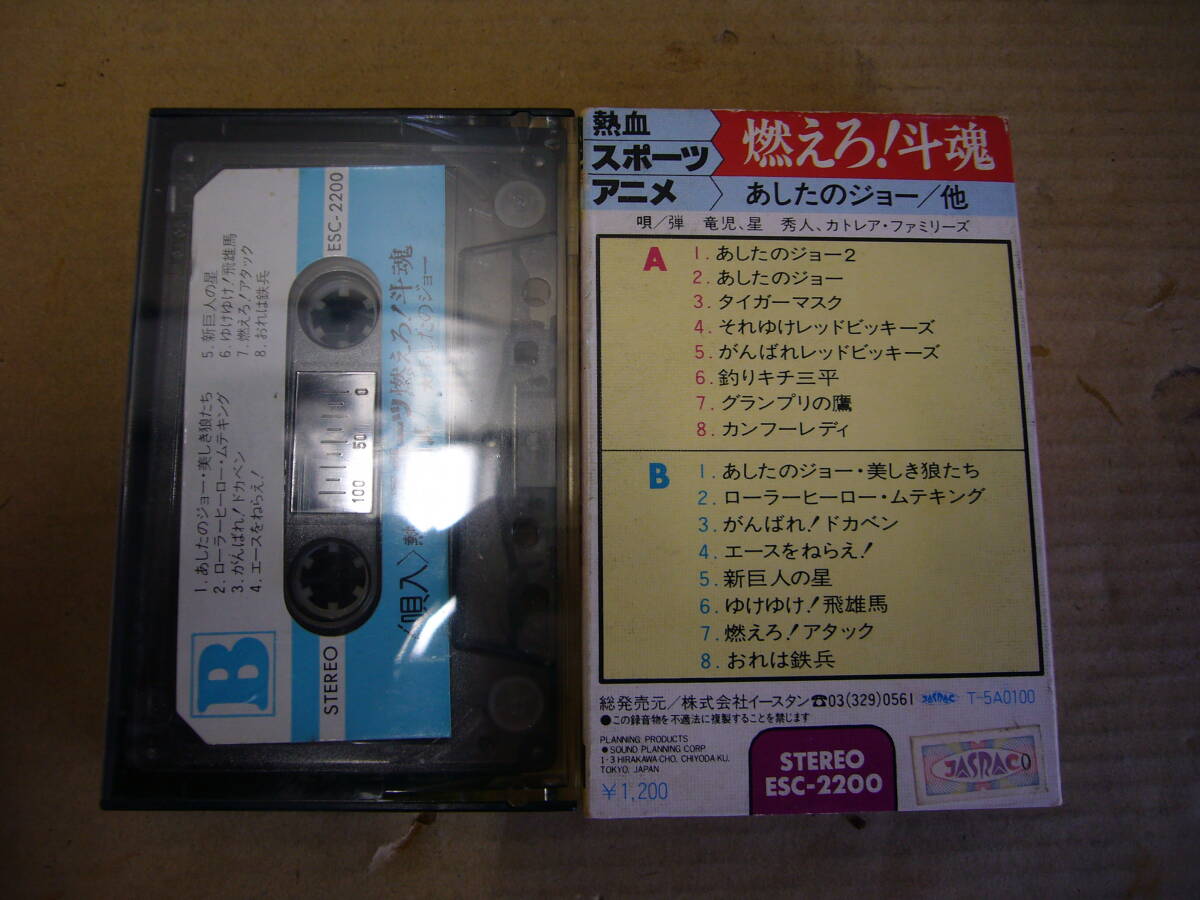 ESC-2200
5. 新巨人の星
6. ゆけゆけ!飛雄馬
7. 燃えろ!アタック
8. おれは鉄兵
1. あしたのジョー・美しき狼たち
2. ローラーヒーロー・ムテキング
3. がんばれ!ドカベン
4. エースをねらえ!
B
STEREO
100 50 0
燃えろ!斗魂
〈唄入〉
熱血
スポーツ
アニメ
燃えろ!斗魂
あしたのジョー/他
唄/弾 竜児、星 秀人、カトレア・ファミリーズ
A
1. あしたのジョー2
2. あしたのジョー
3. タイガーマスク
4. それゆけレッドビッキーズ
5. がんばれレッドビッキーズ
6. 釣りキチ三平
7. グランプリの鷹
8. カンフーレディ
B
1. あしたのジョー・美しき狼たち
2. ローラーヒーロー・ムテキング
3. がんばれ!ドカベン
4. エースをねらえ!
5. 新巨人の星
6. ゆけゆけ!飛雄馬
7. 燃えろ!アタック
8. おれは鉄兵
総発売元/株式会社イースタン☎03(329)0561 JASRAC T-5A0100
●この録音物を不適法に複製することを禁じます
PLANNING: PRODUCTS
● SOUND PLANNING CORP
1-3 HIRAKAWA CHO, CHIYODA-KU,
TOKYO, JAPAN
¥1,200
STEREO
ESC-2200
JASRAC